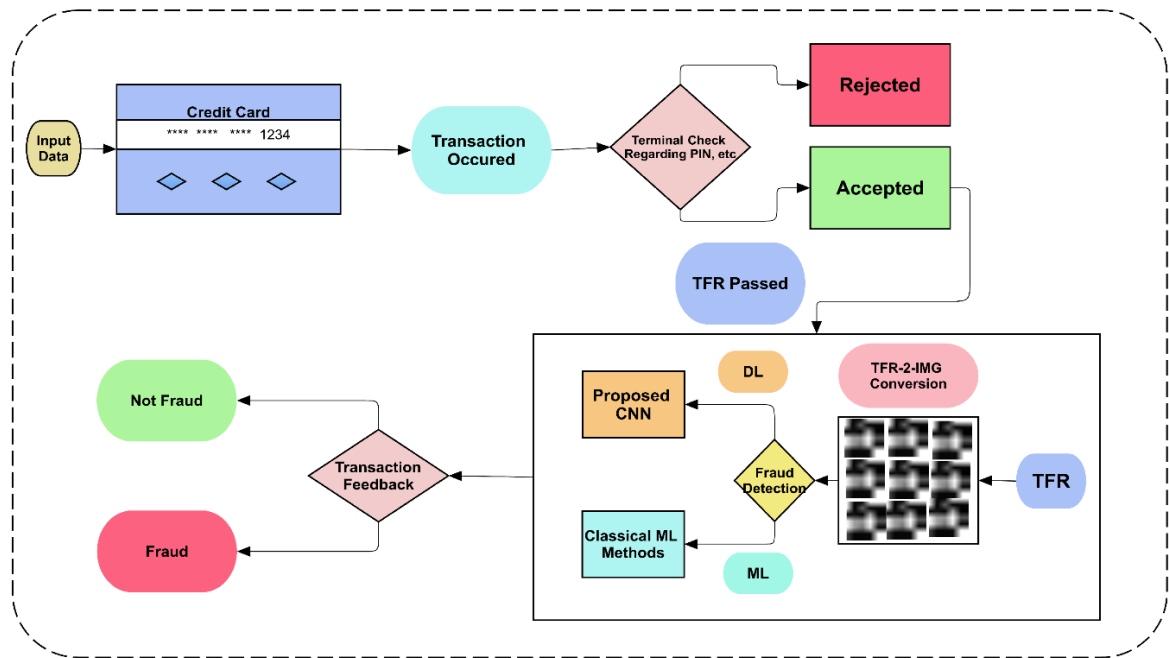 Input
Data
Credit Card
**** **** **** 1234
Transaction
Occured
Terminal Check
Regarding PIN, etc
Rejected
Accepted
TFR Passed
DL
TFR-2-IMG
Conversion
Proposed
CNN
Not Fraud
Transaction
Feedback
Fraud
Detection
TFR
Fraud
Classical ML
Methods
ML